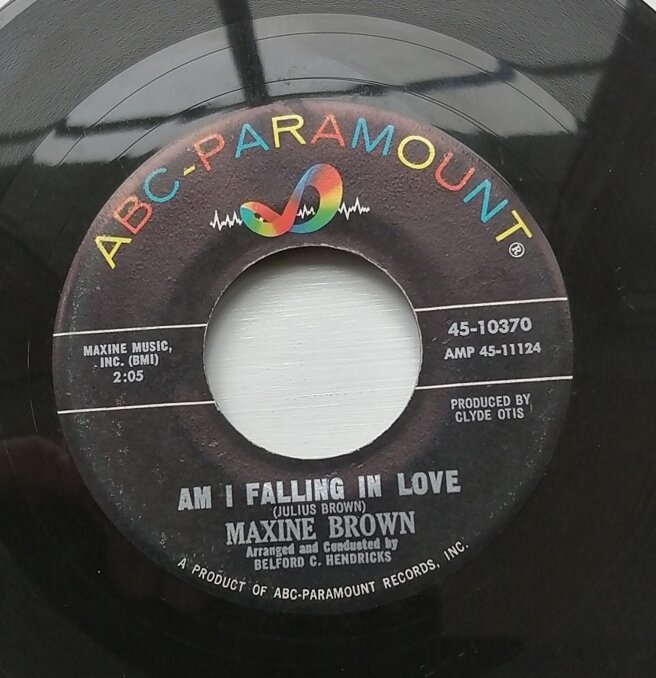 ABC-PARAMOUNT®
MAXINE MUSIC,
INC. (BMI)
2:05
45-10370
AMP 45-11124
PRODUCED BY
CLYDE OTIS
AM I FALLING IN LOVE
(JULIUS BROWN)
MAXINE BROWN
Arranged and Conducted by
BELFORD C. HENDRICKS
A PRODUCT OF ABC-PARAMOUNT RECORDS, INC.